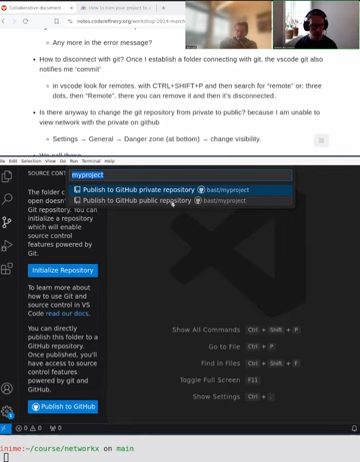 Collaborative document
How to turn your project
notes.coderefinery.org/workshop-2024-march
Any more in the error message?
How to disconnect with git? Once I establish a folder connecting with git, the vscode git also
notifies me 'commit'
in vscode look for remotes. with CTRL+SHIFT+P and then search for "remote" or: three
dots, then "Remote". there you can remove it and then it's disconnected.
Is there anyway to change the git repository from private to public? because I am unable to
view network with the private on github
Settings → General → Danger zone (at bottom) → change visibility.
View Go Run Terminal Help
SOURCE CONT
myproject
Publish to GitHub private repository bast/myproject
Publish to GitHub public repository bast/myproject
The folder c
open doesn'
Git repository. You can
initialize a repository
which will enable
source control
features powered by
Git.
Initialize Repository
To learn more about
how to use Git and
source control in VS
Code read our docs.
You can directly
publish this folder to a
GitHub repository.
Once published, you'll
have access to source
control features
powered by git and
GitHub.
Publish to GitHub
Show All Commands Ctrl + Shift + P
Go to File Ctrl + P
Find in Files Ctrl + Shift + F
Toggle Full Screen F11
Show Settings Ctrl + ,
0 0 0
inime:~/course/networkx on main